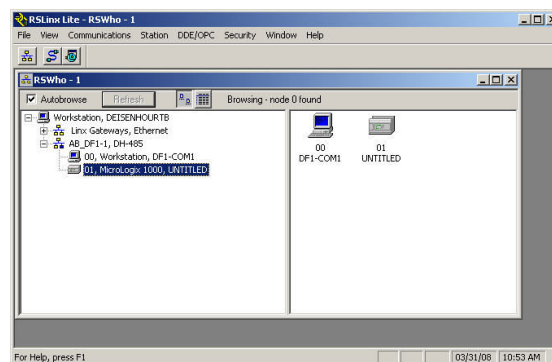 RSLinx Lite - RSWho - 1
File View Communications Station DDE/OPC Security Window Help
RSWho - 1
Autobrowse Refresh Browsing - node 0 found
Workstation, DEISENHOURTB
Linx Gateways, Ethernet
AB_DF1-1, DH-485
00, Workstation, DF1-COM1
01, MicroLogix 1000, UNTITLED
00
DF1-COM1
01
UNTITLED
For Help, press F1 03/31/08 10:53 AM